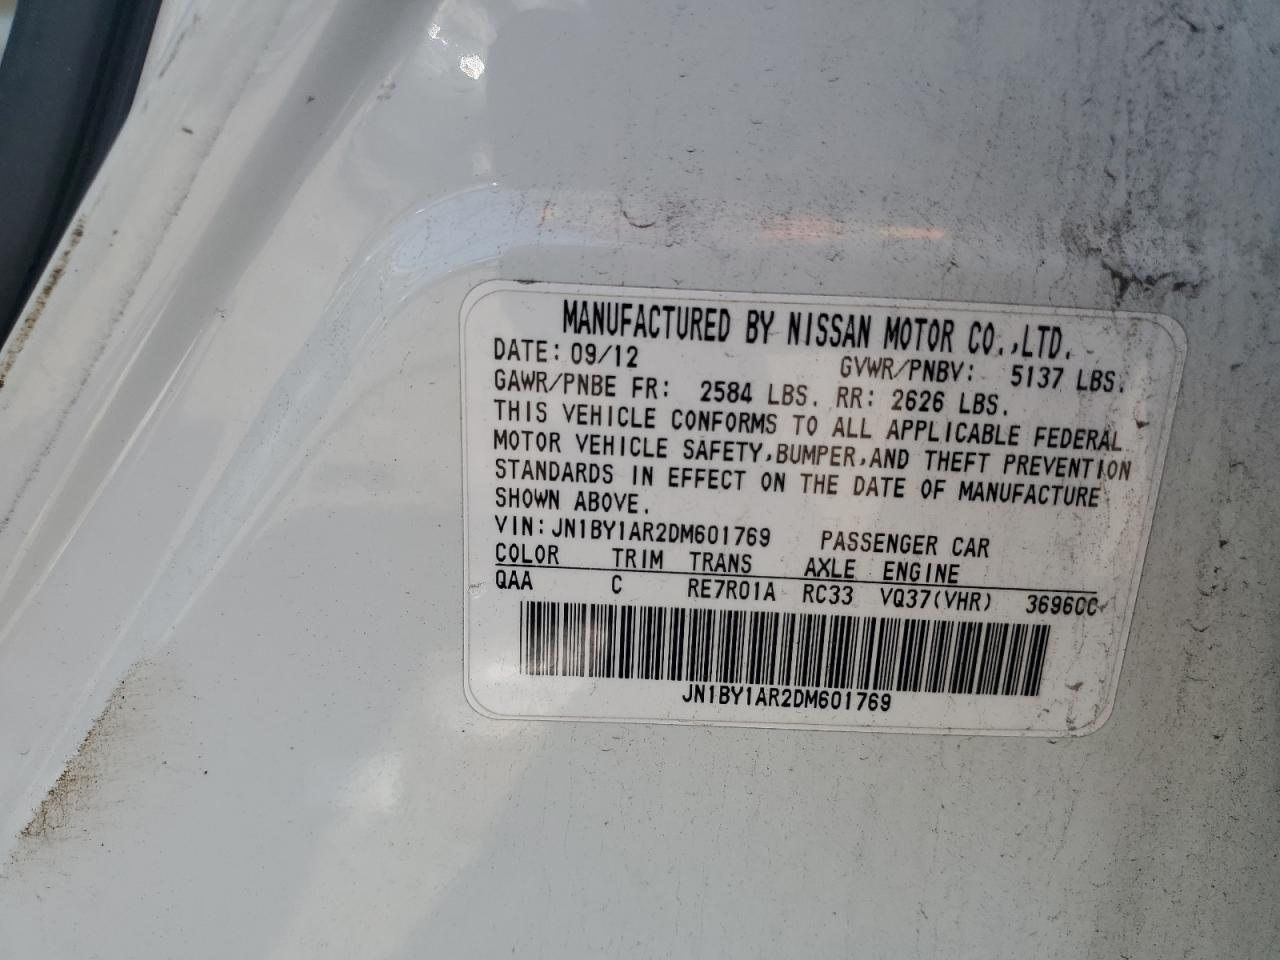 MANUFACTURED BY NISSAN MOTOR CO.,LTD.
DATE: 09/12 GVWR/PNBV: 5137 LBS.
GAWR/PNBE FR: 2584 LBS. RR: 2626 LBS.
THIS VEHICLE CONFORMS TO ALL APPLICABLE FEDERAL
MOTOR VEHICLE SAFETY,BUMPER,AND THEFT PREVENTION
STANDARDS IN EFFECT ON THE DATE OF MANUFACTURE
SHOWN ABOVE.
VIN: JN1BY1AR2DM601769 PASSENGER CAR
COLOR TRIM TRANS AXLE ENGINE
QAA C RE7R01A RC33 VQ37(VHR) 3696CC
JN1BY1AR2DM601769